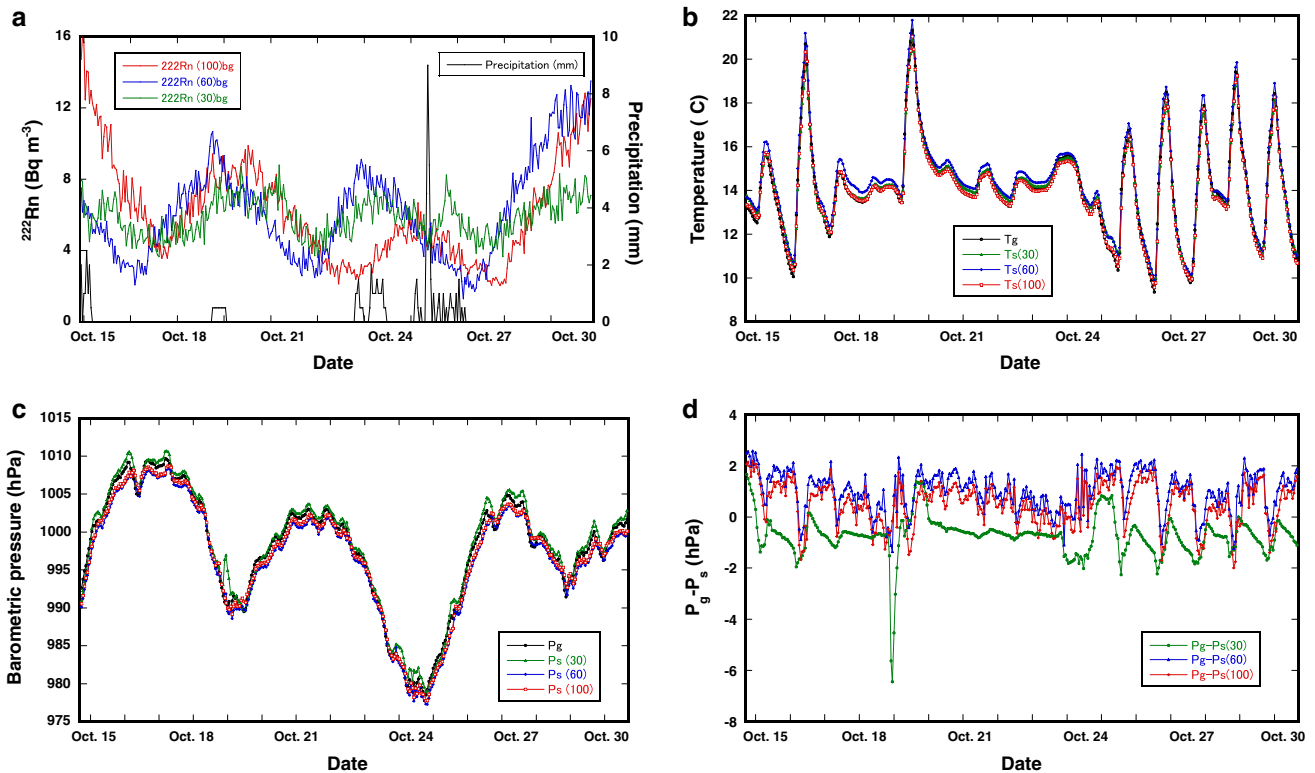 a
16
12
8
4
0
²²²Rn (Bq m⁻³)
222Rn (100)bg
222Rn (60)bg
222Rn (30)bg
Precipitation (mm)
10
8
6
4
2
0
Precipitation (mm)
Oct. 15 Oct. 18 Oct. 21 Oct. 24 Oct. 27 Oct. 30
Date
b
22
20
18
16
14
12
10
8
Temperature ( C)
Tg
Ts(30)
Ts(60)
Ts(100)
Oct. 15 Oct. 18 Oct. 21 Oct. 24 Oct. 27 Oct. 30
Date
c
1015
1010
1005
1000
995
990
985
980
975
Barometric pressure (hPa)
Pg
Ps (30)
Ps (60)
Ps (100)
Oct. 15 Oct. 18 Oct. 21 Oct. 24 Oct. 27 Oct. 30
Date
d
4
2
0
-2
-4
-6
-8
P_g-P_s (hPa)
Pg-Ps(30)
Pg-Ps(60)
Pg-Ps(100)
Oct. 15 Oct. 18 Oct. 21 Oct. 24 Oct. 27 Oct. 30
Date